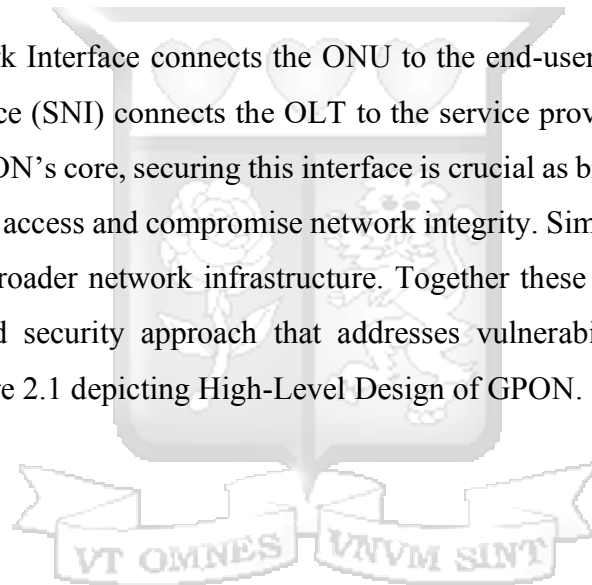 rk Interface connects the ONU to the end-user
ce (SNI) connects the OLT to the service prov
ON’s core, securing this interface is crucial as b
access and compromise network integrity. Sim
roader network infrastructure. Together these
d security approach that addresses vulnerabi
re 2.1 depicting High-Level Design of GPON.
VT OMNES VNVM SINT